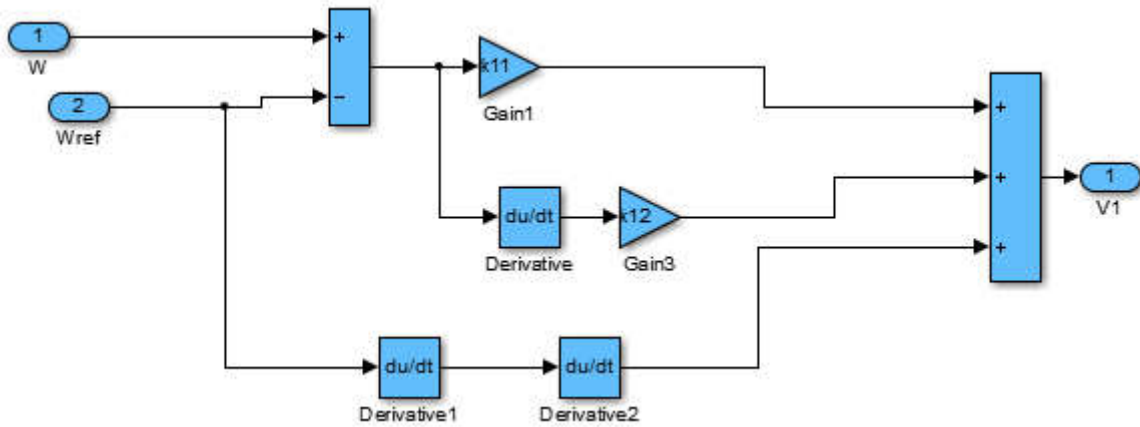 1
W
2
Wref
+
−
k11
Gain1
du/dt
Derivative
k12
Gain3
du/dt
Derivative1
du/dt
Derivative2
+
+
+
1
V1